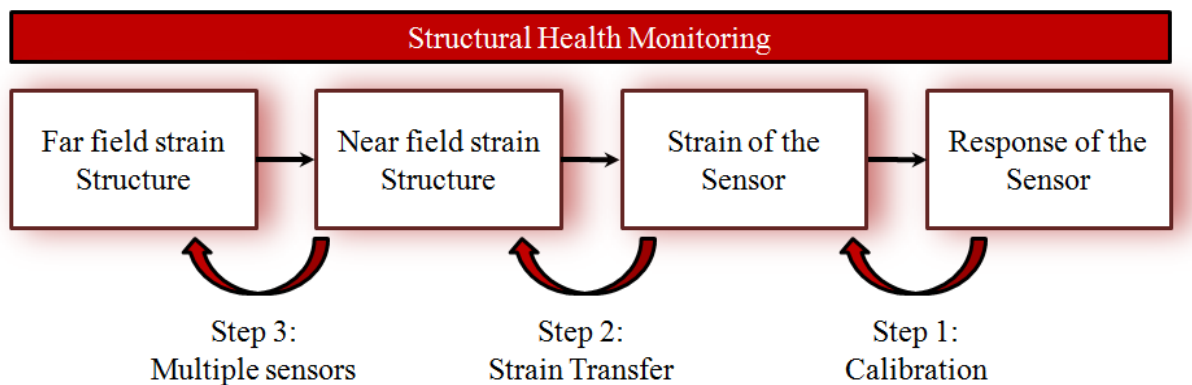 Structural Health Monitoring
Far field strain
Structure
Near field strain
Structure
Strain of the
Sensor
Response of the
Sensor
Step 3:
Multiple sensors
Step 2:
Strain Transfer
Step 1:
Calibration